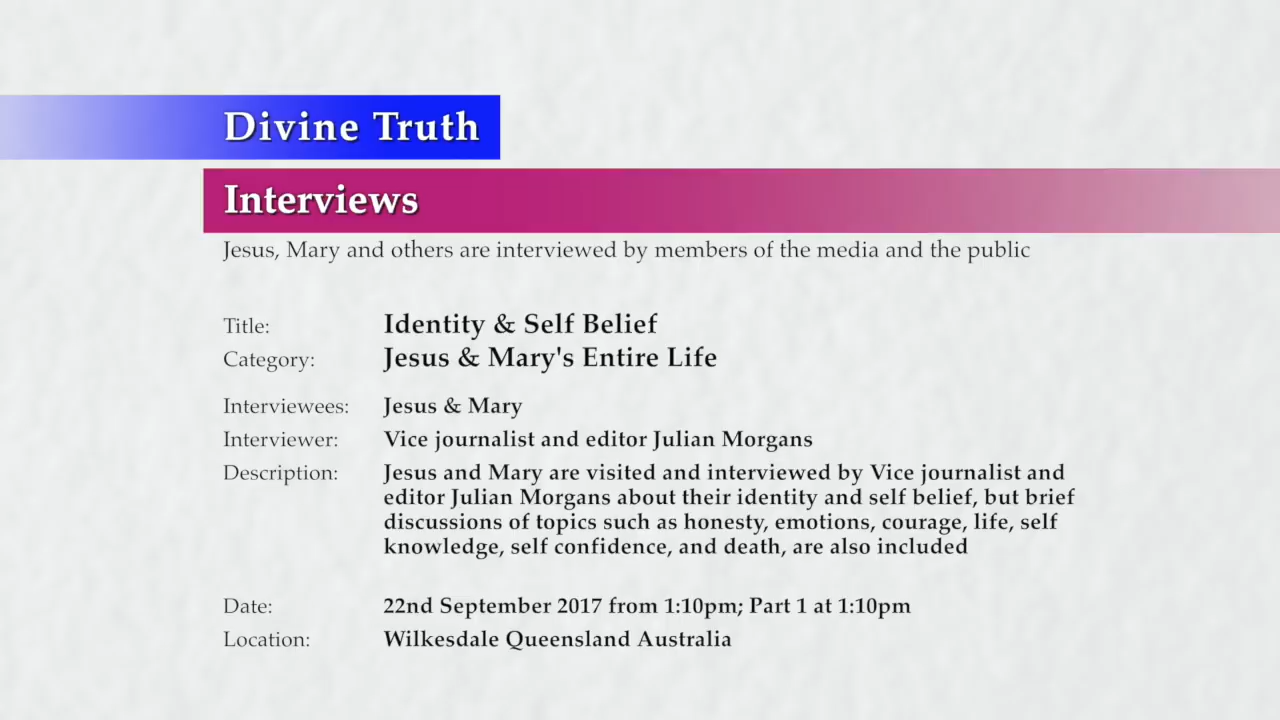 Divine Truth
Interviews
Jesus, Mary and others are interviewed by members of the media and the public
Title: Identity & Self Belief
Category: Jesus & Mary's Entire Life
Interviewees: Jesus & Mary
Interviewer: Vice journalist and editor Julian Morgans
Description: Jesus and Mary are visited and interviewed by Vice journalist and
editor Julian Morgans about their identity and self belief, but brief
discussions of topics such as honesty, emotions, courage, life, self
knowledge, self confidence, and death, are also included
Date: 22nd September 2017 from 1:10pm; Part 1 at 1:10pm
Location: Wilkesdale Queensland Australia